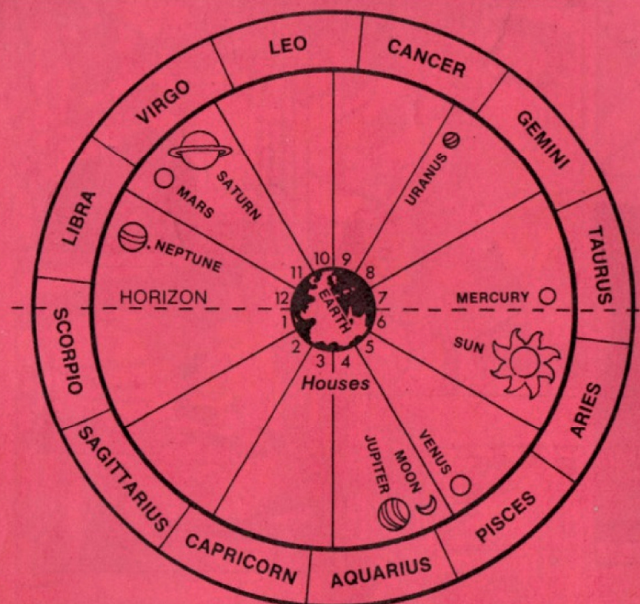 LEO
CANCER
VIRGO
GEMINI
URANUS
SATURN
MARS
LIBRA
TAURUS
NEPTUNE
10
9
11
8
EARTH
HORIZON
12
7
MERCURY
1
6
SCORPIO
SUN
2
5
3
4
Houses
ARIES
VENUS
MOON
JUPITER
SAGITTARIUS
PISCES
CAPRICORN
AQUARIUS